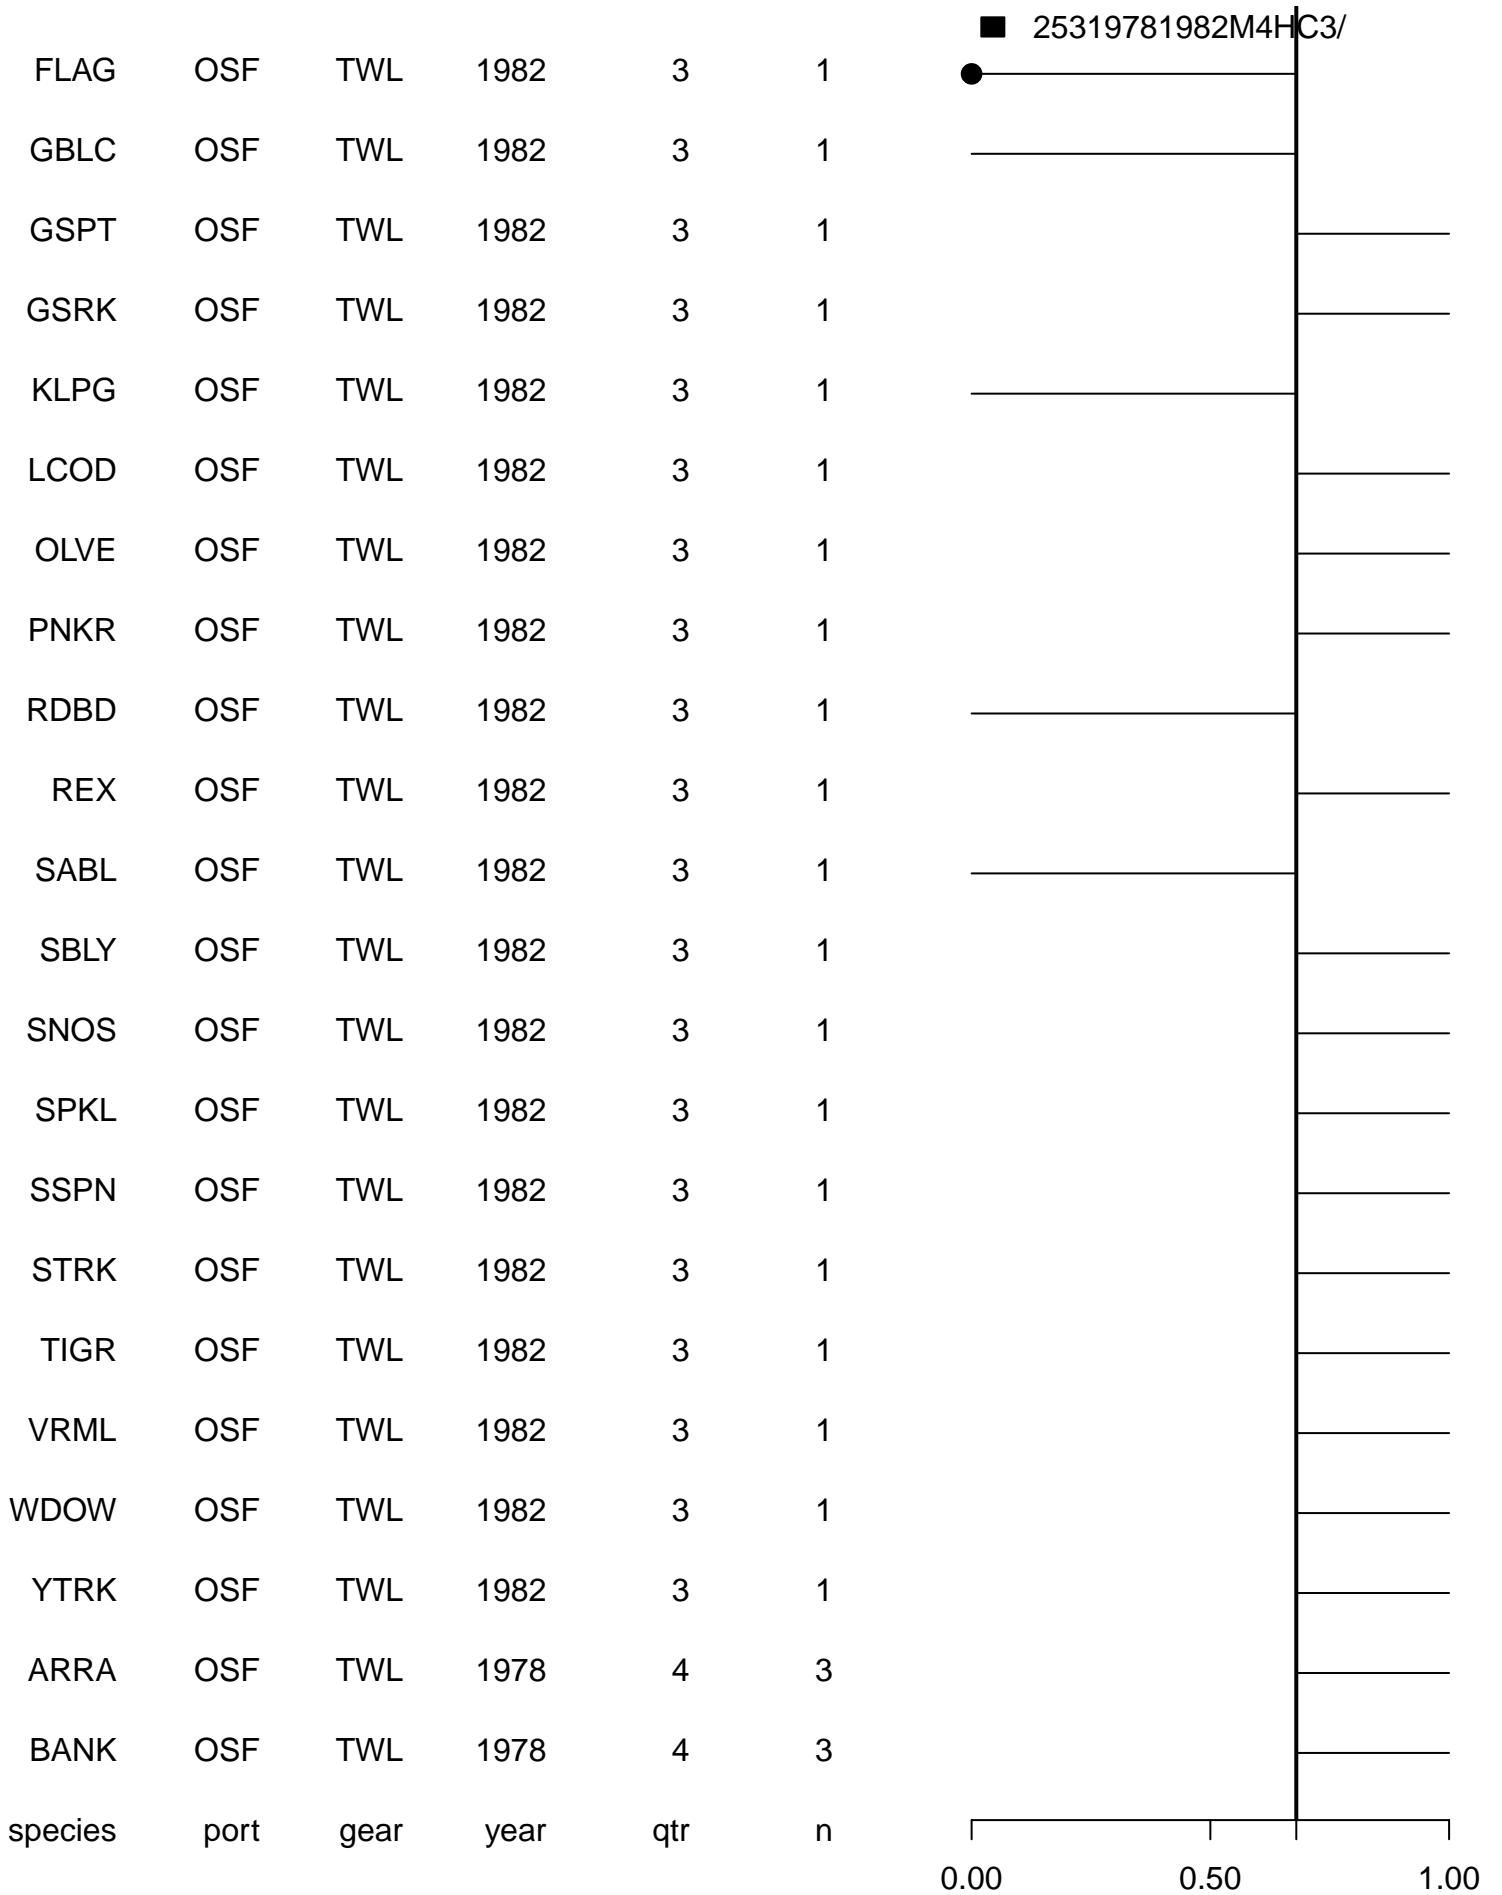 25319781982M4HC3/
FLAG OSF TWL 1982 3 1
GBLC OSF TWL 1982 3 1
GSPT OSF TWL 1982 3 1
GSRK OSF TWL 1982 3 1
KLPG OSF TWL 1982 3 1
LCOD OSF TWL 1982 3 1
OLVE OSF TWL 1982 3 1
PNKR OSF TWL 1982 3 1
RDBD OSF TWL 1982 3 1
REX OSF TWL 1982 3 1
SABL OSF TWL 1982 3 1
SBLY OSF TWL 1982 3 1
SNOS OSF TWL 1982 3 1
SPKL OSF TWL 1982 3 1
SSPN OSF TWL 1982 3 1
STRK OSF TWL 1982 3 1
TIGR OSF TWL 1982 3 1
VRML OSF TWL 1982 3 1
WDOW OSF TWL 1982 3 1
YTRK OSF TWL 1982 3 1
ARRA OSF TWL 1978 4 3
BANK OSF TWL 1978 4 3
species port gear year qtr n
0.00 0.50 1.00